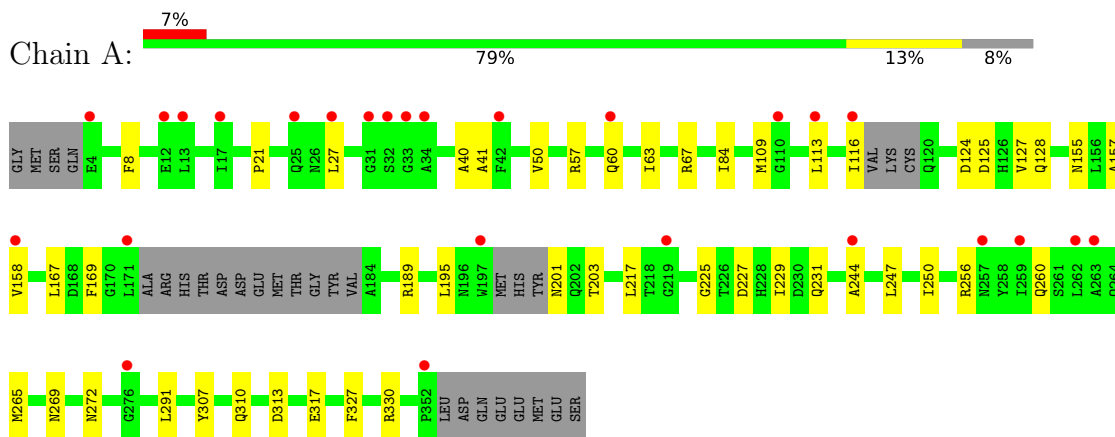 7%
Chain A:
79% 13% 8%
GLY MET SER GLN E4 F8 E12 L13 I17 P21 Q25 N26 L27 G31 S32 G33 A34 A40 A41 F42 V50 R57 Q60 I63 R67 I84 M109 G110 L113 I116 VAL LYS CYS Q120 D124 D125 H126 V127 Q128 N155 L156 A157
V158 L167 D168 F169 G170 L171 ALA ARG HIS THR ASP ASP GLU MET THR GLY TYR VAL A184 R189 L195 N196 W197 MET HIS TYR N201 Q202 T203 L217 T218 G219 G225 T226 D227 H228 I229 D230 Q231 A244 L247 I250 R256 N257 Y258 I259 Q260 S261 L262 A263
M265 N269 N272 G276 L291 Y307 Q310 D313 E317 F327 R330 P352 LEU ASP GLN GLU GLU MET GLU SER